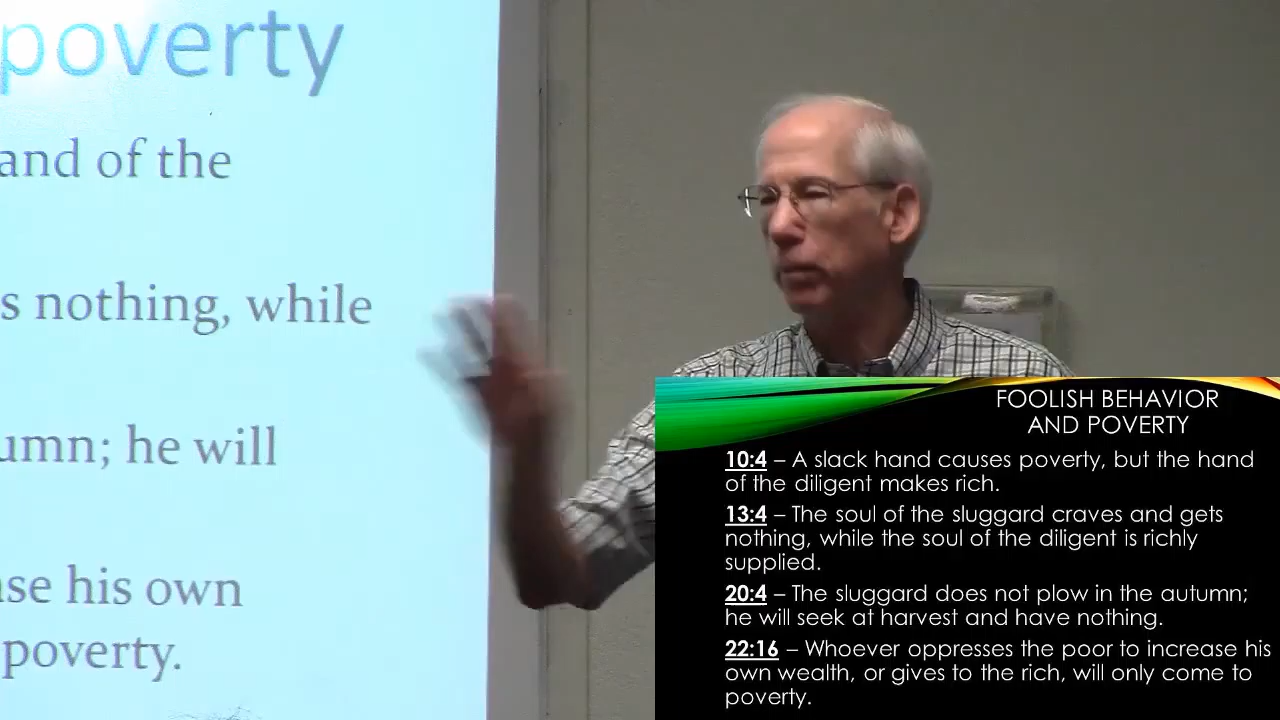 poverty
and of the
s nothing, while
umn; he will
se his own
poverty.
FOOLISH BEHAVIOR
AND POVERTY
10:4 – A slack hand causes poverty, but the hand
of the diligent makes rich.
13:4 – The soul of the sluggard craves and gets
nothing, while the soul of the diligent is richly
supplied.
20:4 – The sluggard does not plow in the autumn;
he will seek at harvest and have nothing.
22:16 – Whoever oppresses the poor to increase his
own wealth, or gives to the rich, will only come to
poverty.